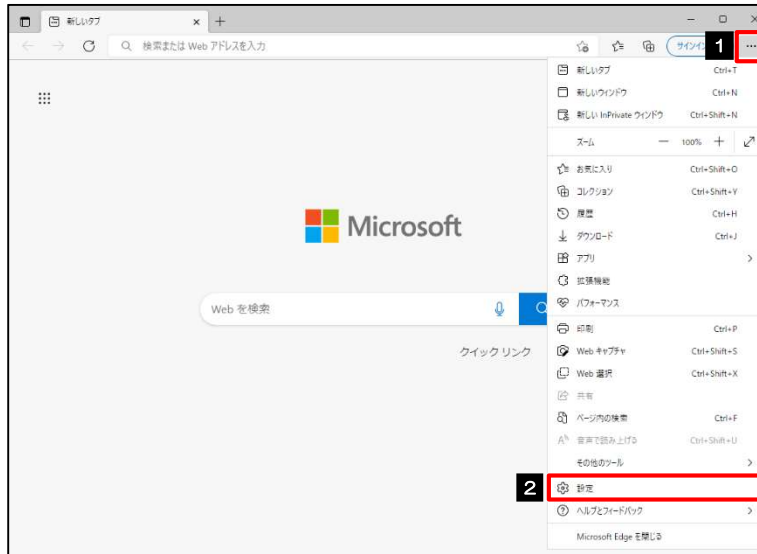 新しいタブ
検索または Web アドレスを入力
1
新しいタブ Ctrl+T
新しいウィンドウ Ctrl+N
新しい InPrivate ウィンドウ Ctrl+Shift+N
ズーム 100%
お気に入り Ctrl+Shift+O
コレクション Ctrl+Shift+Y
履歴 Ctrl+H
ダウンロード Ctrl+J
アプリ
拡張機能
パフォーマンス
印刷 Ctrl+P
Web キャプチャ Ctrl+Shift+S
Web 選択 Ctrl+Shift+X
共有
ページ内の検索 Ctrl+F
音声で読み上げる Ctrl+Shift+U
その他のツール
2 設定
ヘルプとフィードバック
Microsoft Edge を閉じる
Microsoft
Web を検索
クイック リンク